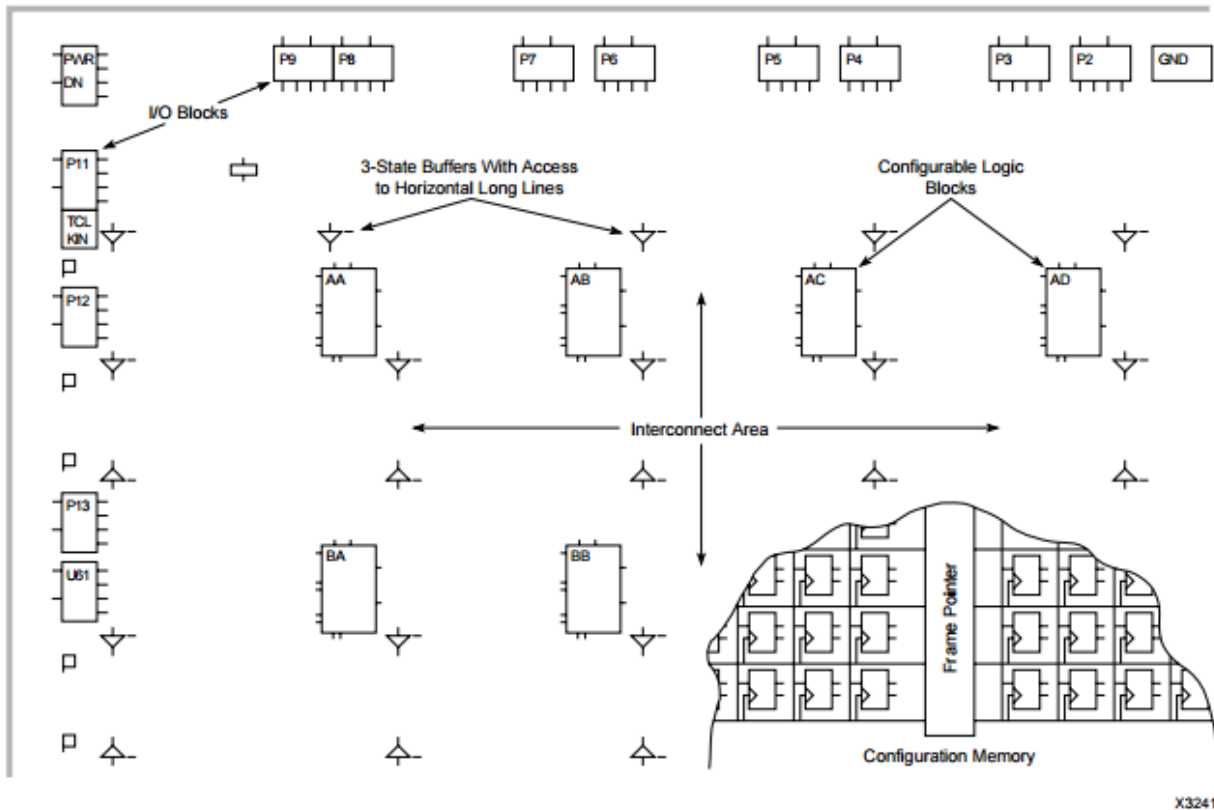 PWR
DN
P9
P8
P7
P6
P5
P4
P3
P2
GND
I/O Blocks
P11
3-State Buffers With Access
to Horizontal Long Lines
Configurable Logic
Blocks
TCL
KIN
AA
AB
AC
AD
P12
Interconnect Area
P13
BA
BB
U61
Frame Pointer
Configuration Memory
X3241